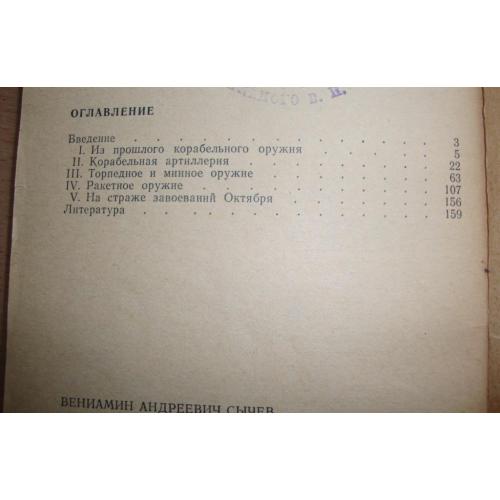 В. И.
ОГЛАВЛЕНИЕ
Введение . . . . . . . . . . . . . . 3
I. Из прошлого корабельного оружия . . . . . 5
II. Корабельная артиллерия . . . . . . . . 22
III. Торпедное и минное оружие . . . . . . . 63
IV. Ракетное оружие . . . . . . . . . . 107
V. На страже завоеваний Октября . . . . . . 156
Литература . . . . . . . . . . . . . 159
ВЕНИАМИН АНДРЕЕВИЧ СЫЧЕВ